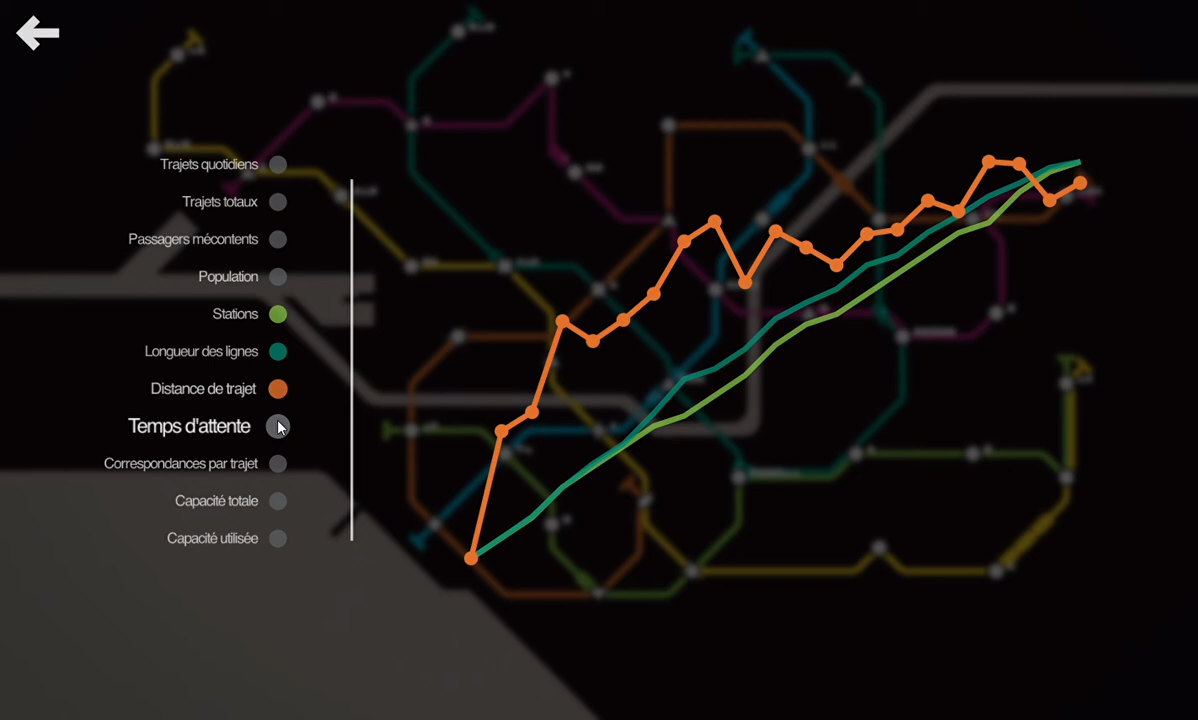 Trajets quotidiens
Trajets totaux
Passagers mécontents
Population
Stations
Longueur des lignes
Distance de trajet
Temps d'attente
Correspondances par trajet
Capacité totale
Capacité utilisée